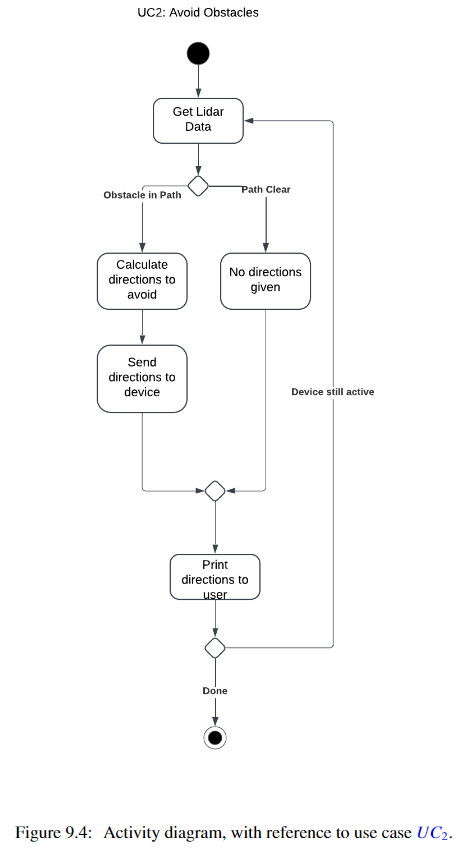 UC2: Avoid Obstacles
Get Lidar
Data
Obstacle in Path
Path Clear
Calculate
directions to
avoid
No directions
given
Send
directions to
device
Device still active
Print
directions to
user
Done
Figure 9.4: Activity diagram, with reference to use case UC₂.